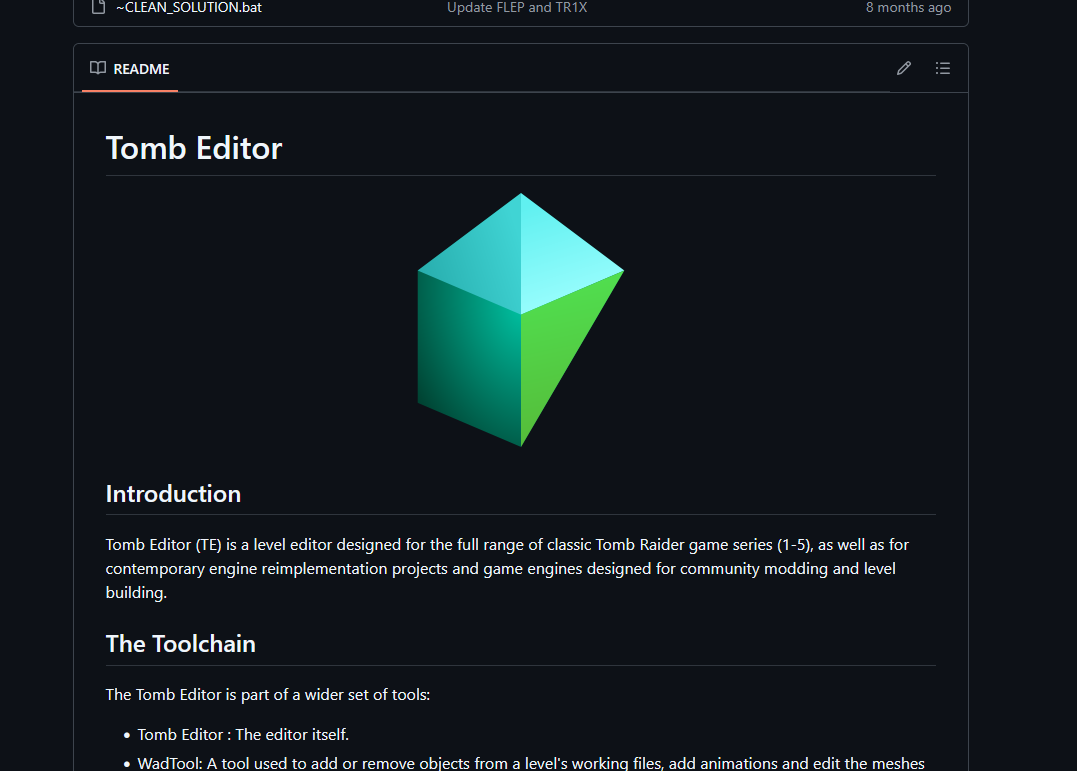 ~CLEAN_SOLUTION.bat Update FLEP and TR1X 8 months ago
README
Tomb Editor
Introduction
Tomb Editor (TE) is a level editor designed for the full range of classic Tomb Raider game series (1-5), as well as for
contemporary engine reimplementation projects and game engines designed for community modding and level
building.
The Toolchain
The Tomb Editor is part of a wider set of tools:
• Tomb Editor : The editor itself.
• WadTool: A tool used to add or remove objects from a level's working files, add animations and edit the meshes